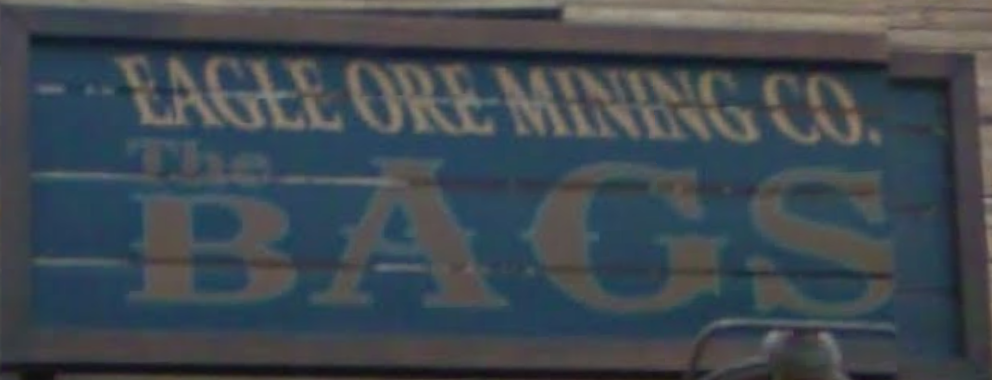 EAGLE ORE MINING CO.
The
BAGS